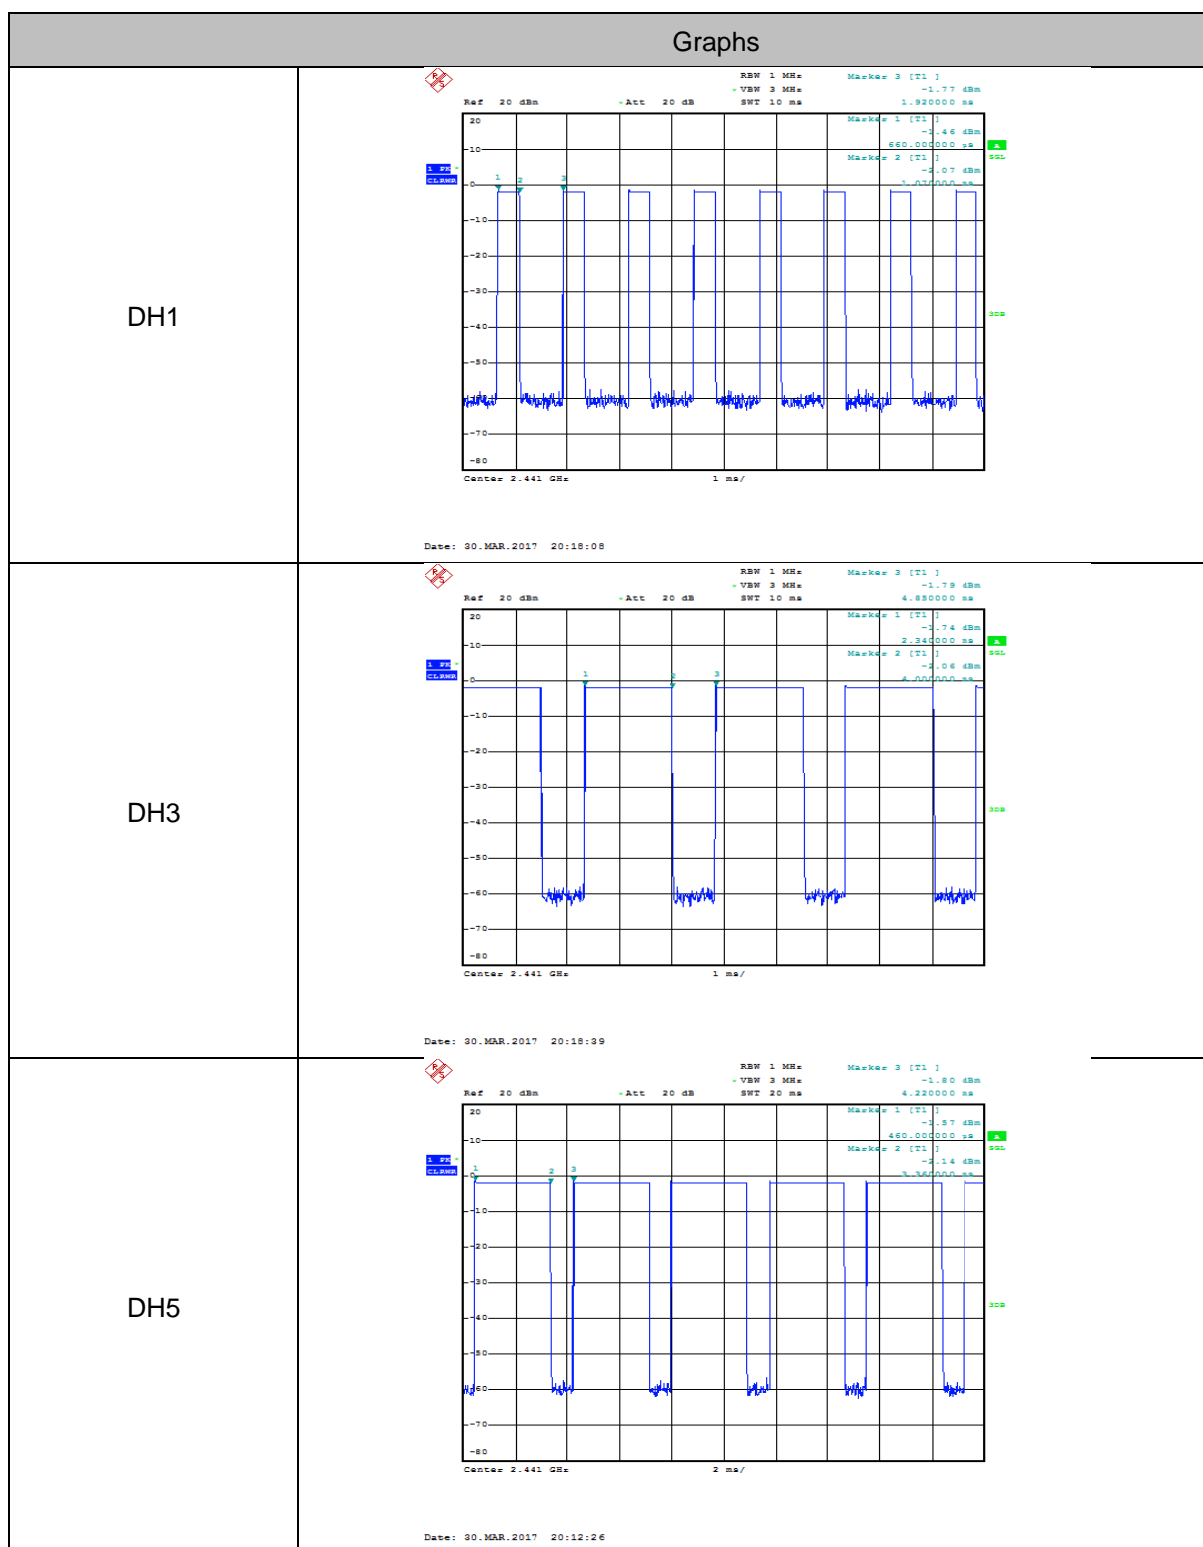 Graphs
DH1
R S
RBW 1 MHz Marker 3 [T1 ]
VBW 3 MHz -1.77 dBm
Ref 20 dBm Att 20 dB SWT 10 ms 1.920000 ms
20 Marker 1 [T1 ]
-1.46 dBm
10 660.000000 µs A
Marker 2 [T1 ] SGL
1 PK -2.07 dBm
CLRWR 1.070000 ms
0 1 2 3
-10
-20
-30
3DB
-40
-50
-60
-70
-80
Center 2.441 GHz 1 ms/
Date: 30.MAR.2017 20:18:08
DH3
R S
RBW 1 MHz Marker 3 [T1 ]
VBW 3 MHz -1.79 dBm
Ref 20 dBm Att 20 dB SWT 10 ms 4.850000 ms
20 Marker 1 [T1 ]
-1.74 dBm
10 2.340000 ms A
Marker 2 [T1 ] SGL
1 PK -2.06 dBm
CLRWR 4.000000 ms
0 1 2 3
-10
-20
-30
3DB
-40
-50
-60
-70
-80
Center 2.441 GHz 1 ms/
Date: 30.MAR.2017 20:18:39
DH5
R S
RBW 1 MHz Marker 3 [T1 ]
VBW 3 MHz -1.80 dBm
Ref 20 dBm Att 20 dB SWT 20 ms 4.220000 ms
20 Marker 1 [T1 ]
-1.57 dBm
10 460.000000 µs A
Marker 2 [T1 ] SGL
1 PK -2.14 dBm
CLRWR 3.360000 ms
0 1 2 3
-10
-20
-30
3DB
-40
-50
-60
-70
-80
Center 2.441 GHz 2 ms/
Date: 30.MAR.2017 20:12:26